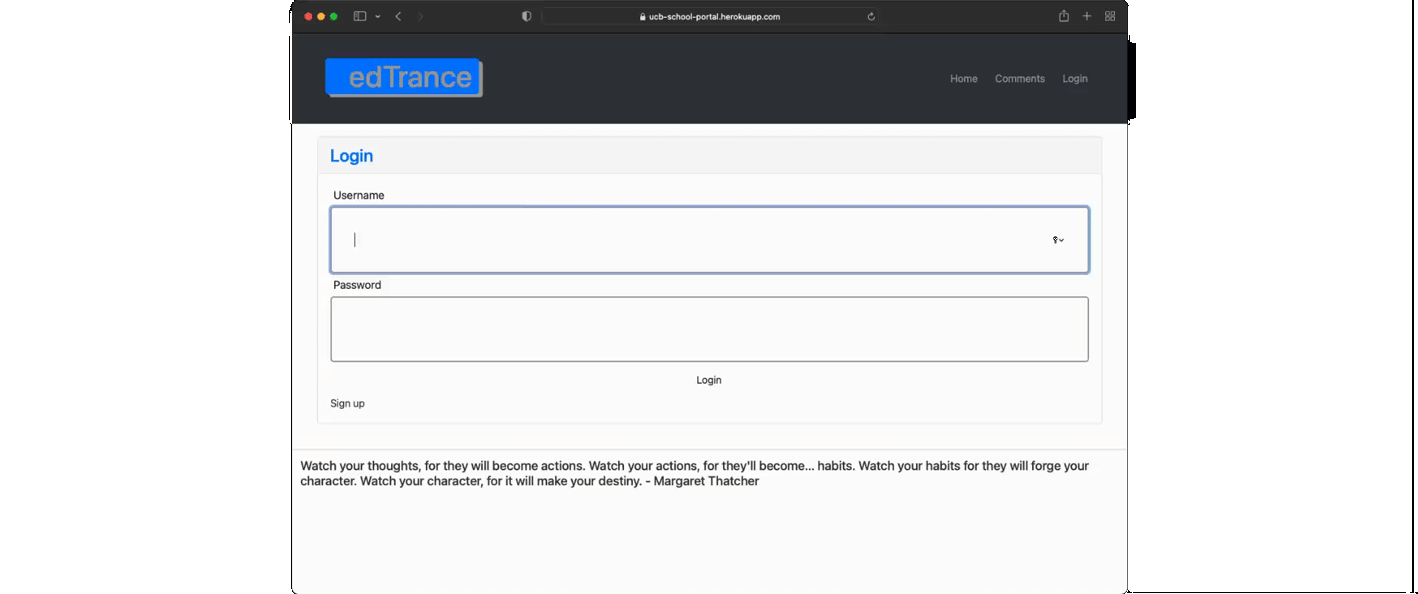 ucb-school-portal.herokuapp.com
edTrance
Home Comments Login
Login
Username
Password
Login
Sign up
Watch your thoughts, for they will become actions. Watch your actions, for they'll become... habits. Watch your habits for they will forge your
character. Watch your character, for it will make your destiny. - Margaret Thatcher